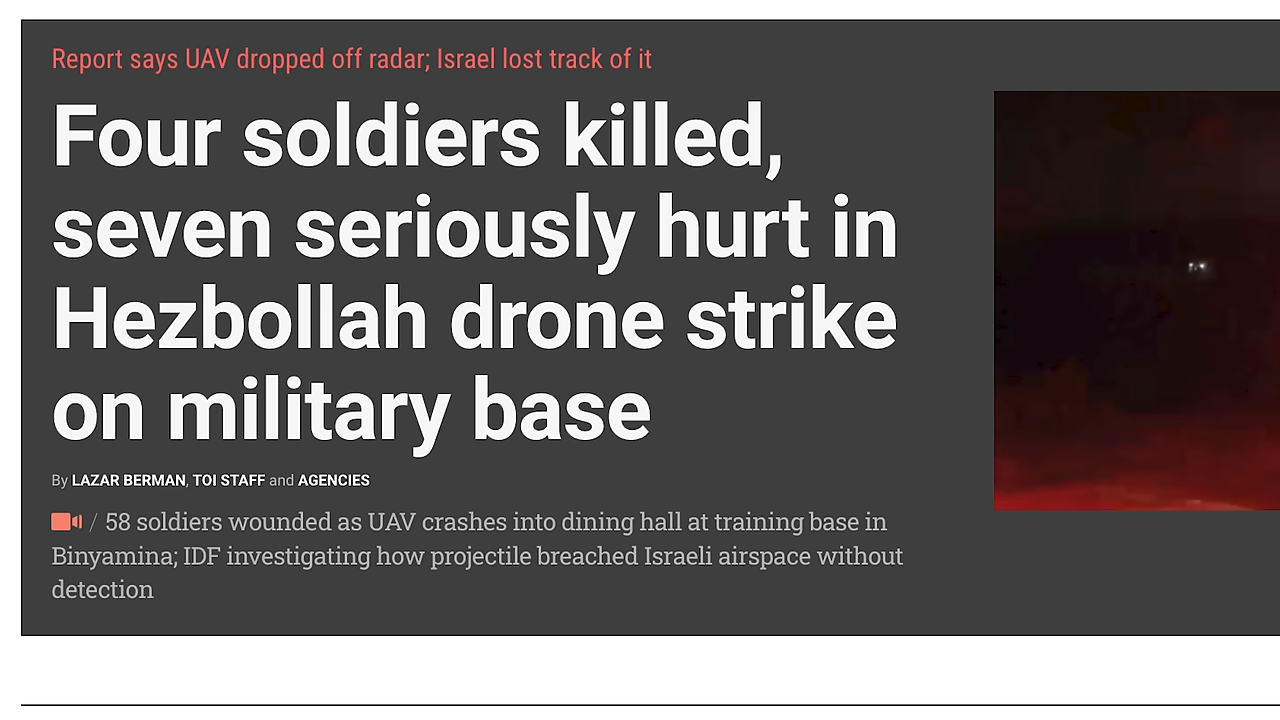 Report says UAV dropped off radar; Israel lost track of it
Four soldiers killed,
seven seriously hurt in
Hezbollah drone strike
on military base
By LAZAR BERMAN, TOI STAFF and AGENCIES
/ 58 soldiers wounded as UAV crashes into dining hall at training base in
Binyamina; IDF investigating how projectile breached Israeli airspace without
detection